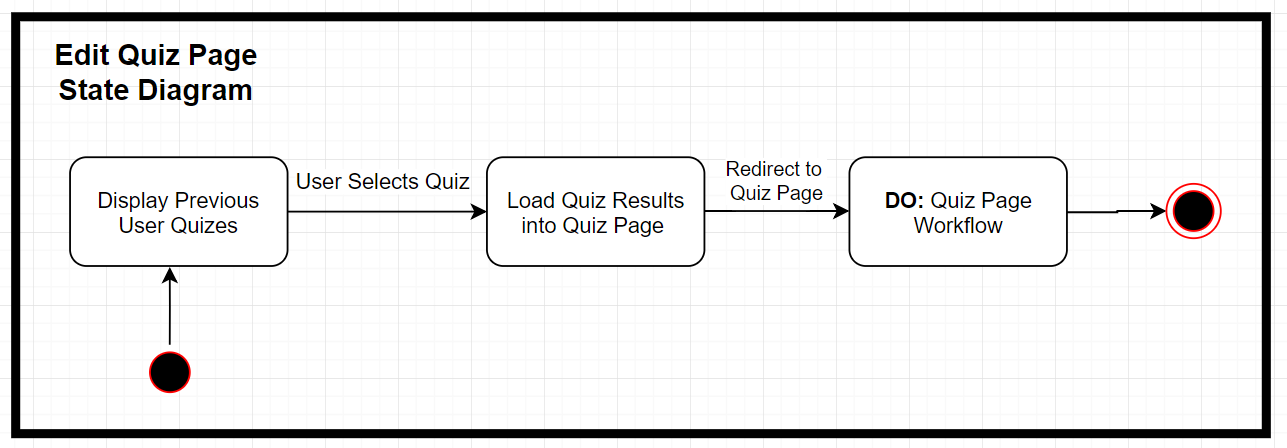 Edit Quiz Page
State Diagram
Display Previous
User Quizes
User Selects Quiz
Load Quiz Results
into Quiz Page
Redirect to
Quiz Page
DO: Quiz Page
Workflow